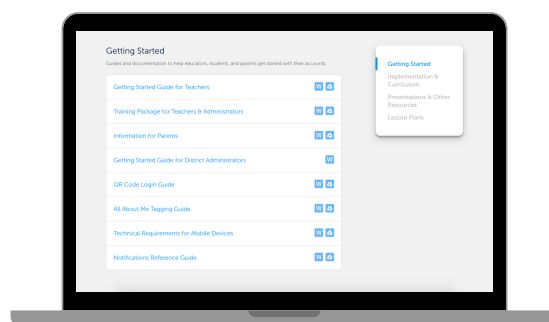 Getting Started
Guides and documentation to help educators, students, and parents get started with their accounts
Getting Started Guide for Teachers
W
Training Package for Teachers & Administrators
W
Information for Parents
W
Getting Started Guide for District Administrators
W
QR Code Login Guide
W
All About Me Tagging Guide
W
Technical Requirements for Mobile Devices
W
Notifications Reference Guide
W
Getting Started
Implementation &
Curriculum
Presentations & Other
Resources
Lesson Plans